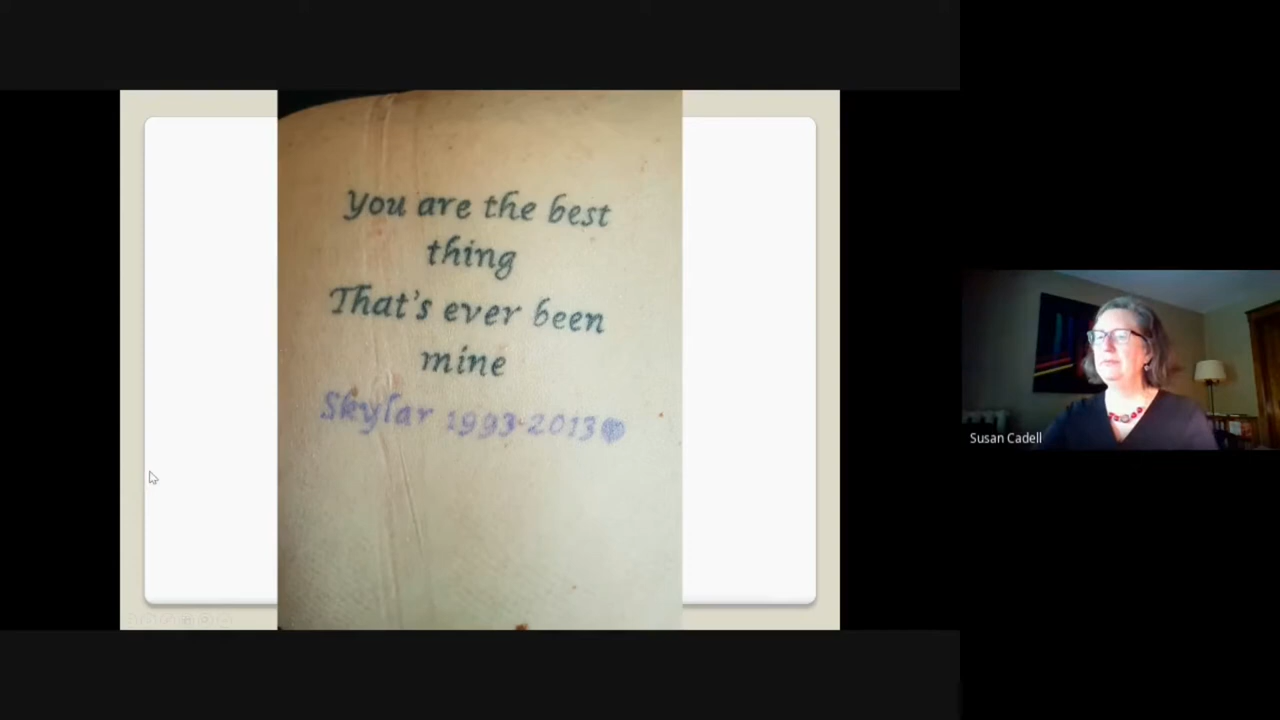 You are the best
thing
That's ever been
mine
Skylar 1993-2013
Susan Cadell